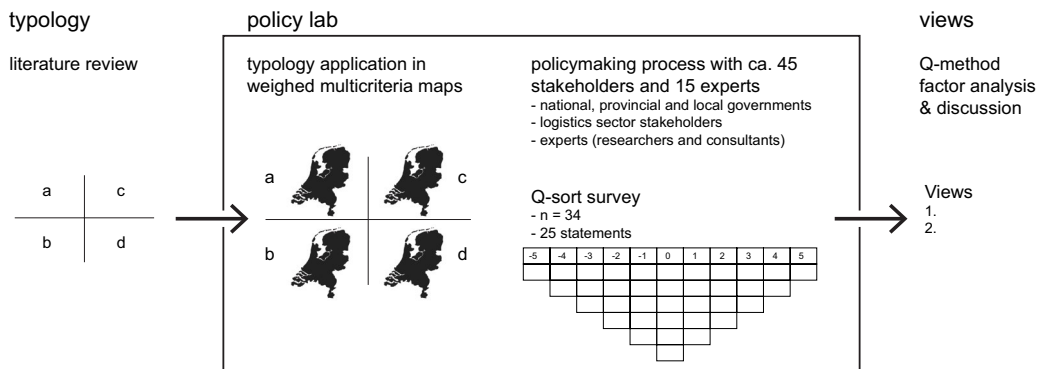 typology
literature review
a
c
b
d
policy lab
typology application in
weighed multicriteria maps
a
c
b
d
policymaking process with ca. 45
stakeholders and 15 experts
- national, provincial and local governments
- logistics sector stakeholders
- experts (researchers and consultants)
Q-sort survey
- n = 34
- 25 statements
-5 -4 -3 -2 -1 0 1 2 3 4 5
views
Q-method
factor analysis
& discussion
Views
1.
2.